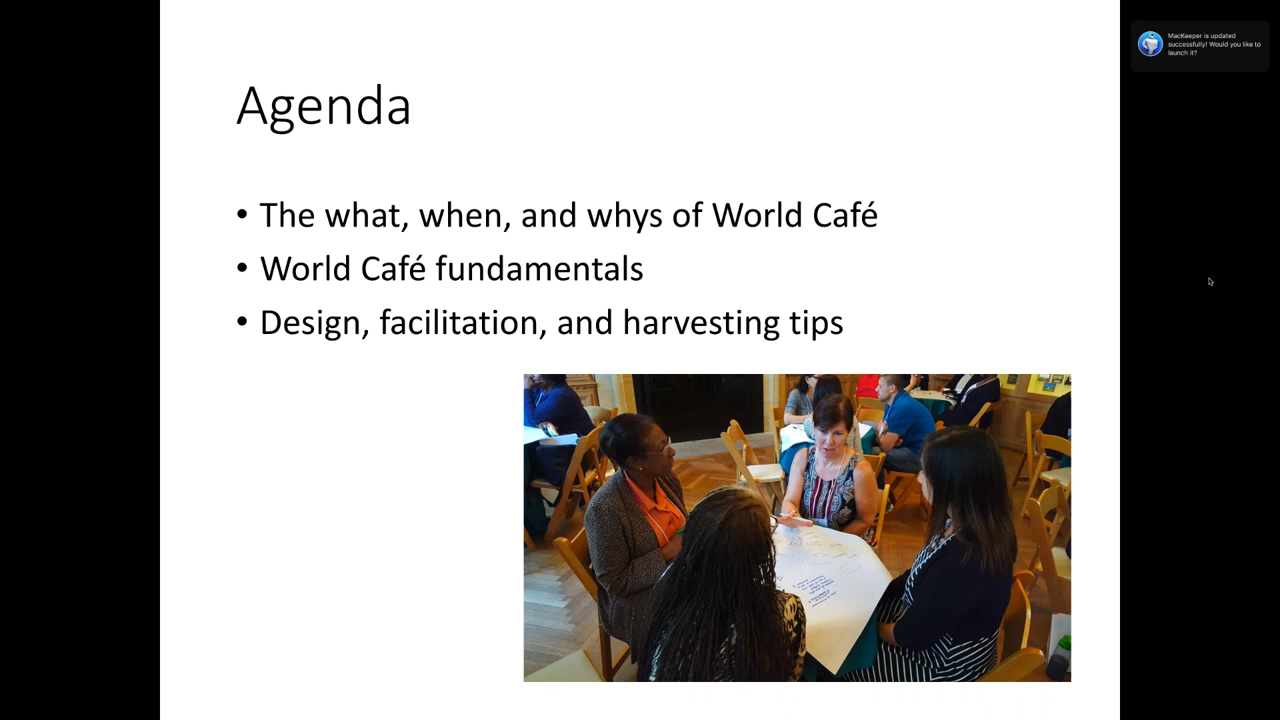 Agenda
• The what, when, and whys of World Café
• World Café fundamentals
• Design, facilitation, and harvesting tips
MacKeeper is updated
successfully! Would you like to
launch it?